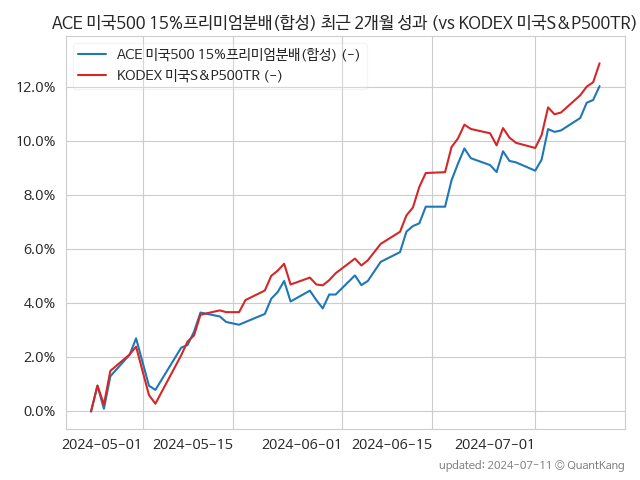 ACE 미국500 15%프리미엄분배(합성) 최근 2개월 성과 (vs KODEX 미국S&P500TR)
ACE 미국500 15%프리미엄분배(합성) (-)
KODEX 미국S&P500TR (-)
12.0%
10.0%
8.0%
6.0%
4.0%
2.0%
0.0%
2024-05-01 2024-05-15 2024-06-01 2024-06-15 2024-07-01
updated: 2024-07-11 © QuantKang